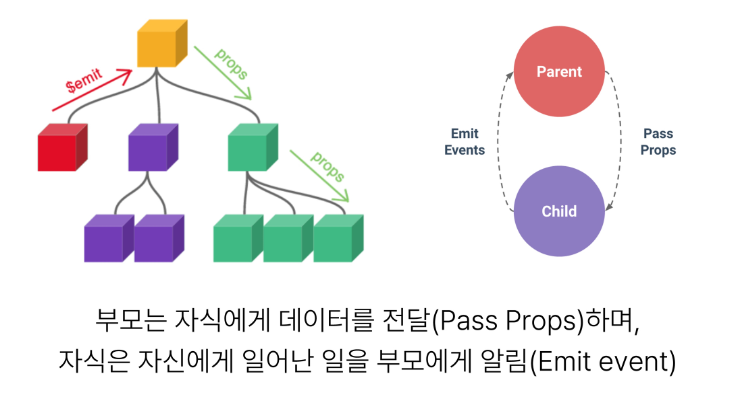 $emit
props
props
Parent
Emit
Events
Pass
Props
Child
부모는 자식에게 데이터를 전달(Pass Props)하며,
자식은 자신에게 일어난 일을 부모에게 알림(Emit event)